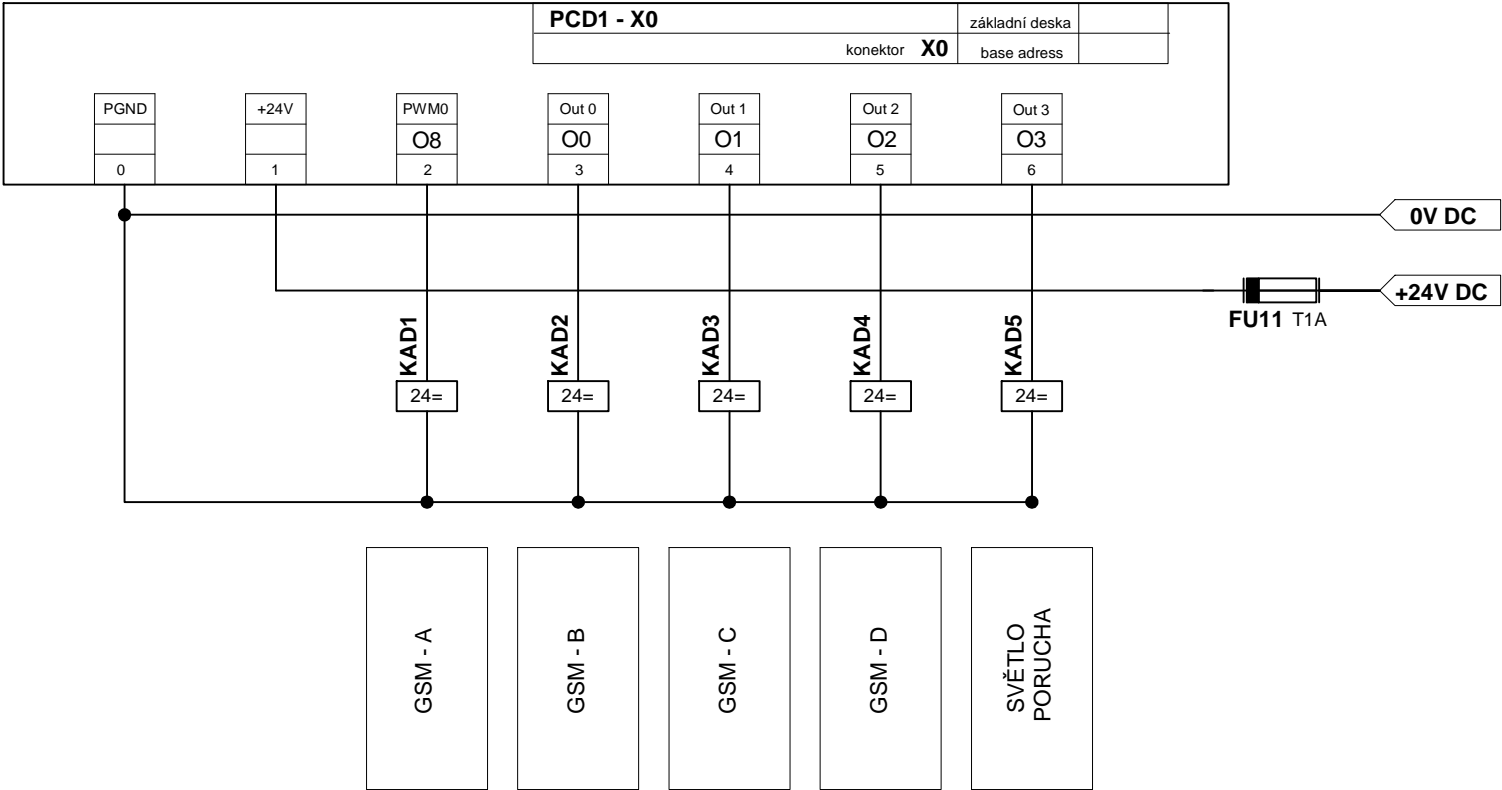 PCD1 - X0 základní deska
konektor X0 base adress
PGND +24V PWM0 Out 0 Out 1 Out 2 Out 3
O8 O0 O1 O2 O3
0 1 2 3 4 5 6
0V DC
+24V DC
FU11 T1A
KAD1 KAD2 KAD3 KAD4 KAD5
24= 24= 24= 24= 24=
GSM - A
GSM - B
GSM - C
GSM - D
SVĚTLO
PORUCHA